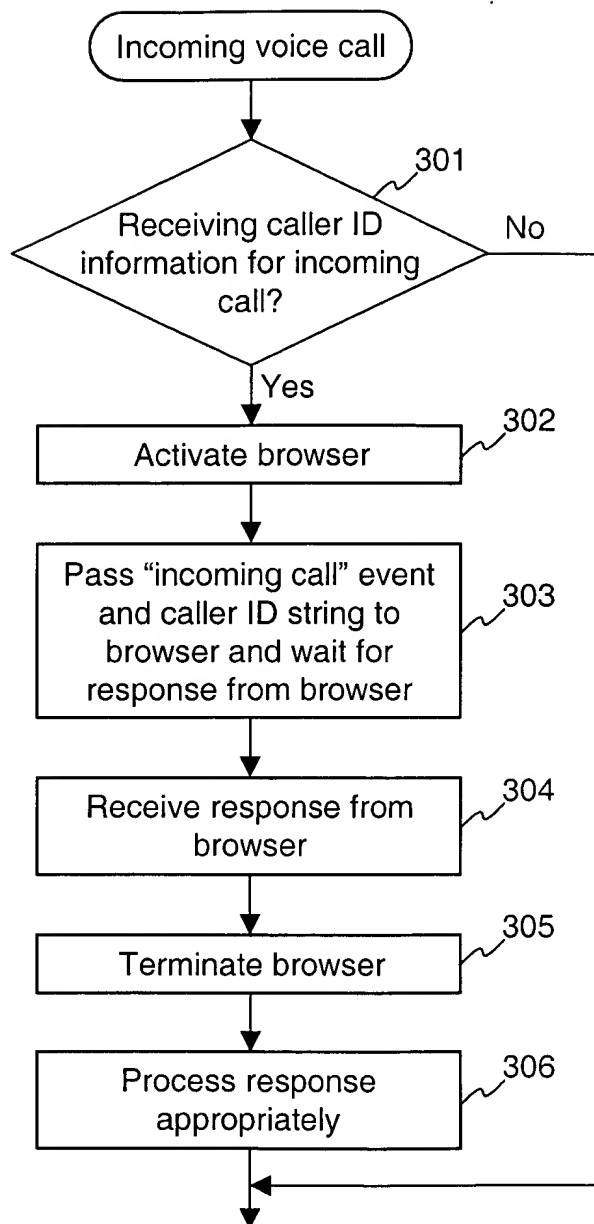 Incoming voice call
301
Receiving caller ID
information for incoming
call?
No
Yes
302
Activate browser
303
Pass “incoming call” event
and caller ID string to
browser and wait for
response from browser
304
Receive response from
browser
305
Terminate browser
306
Process response
appropriately